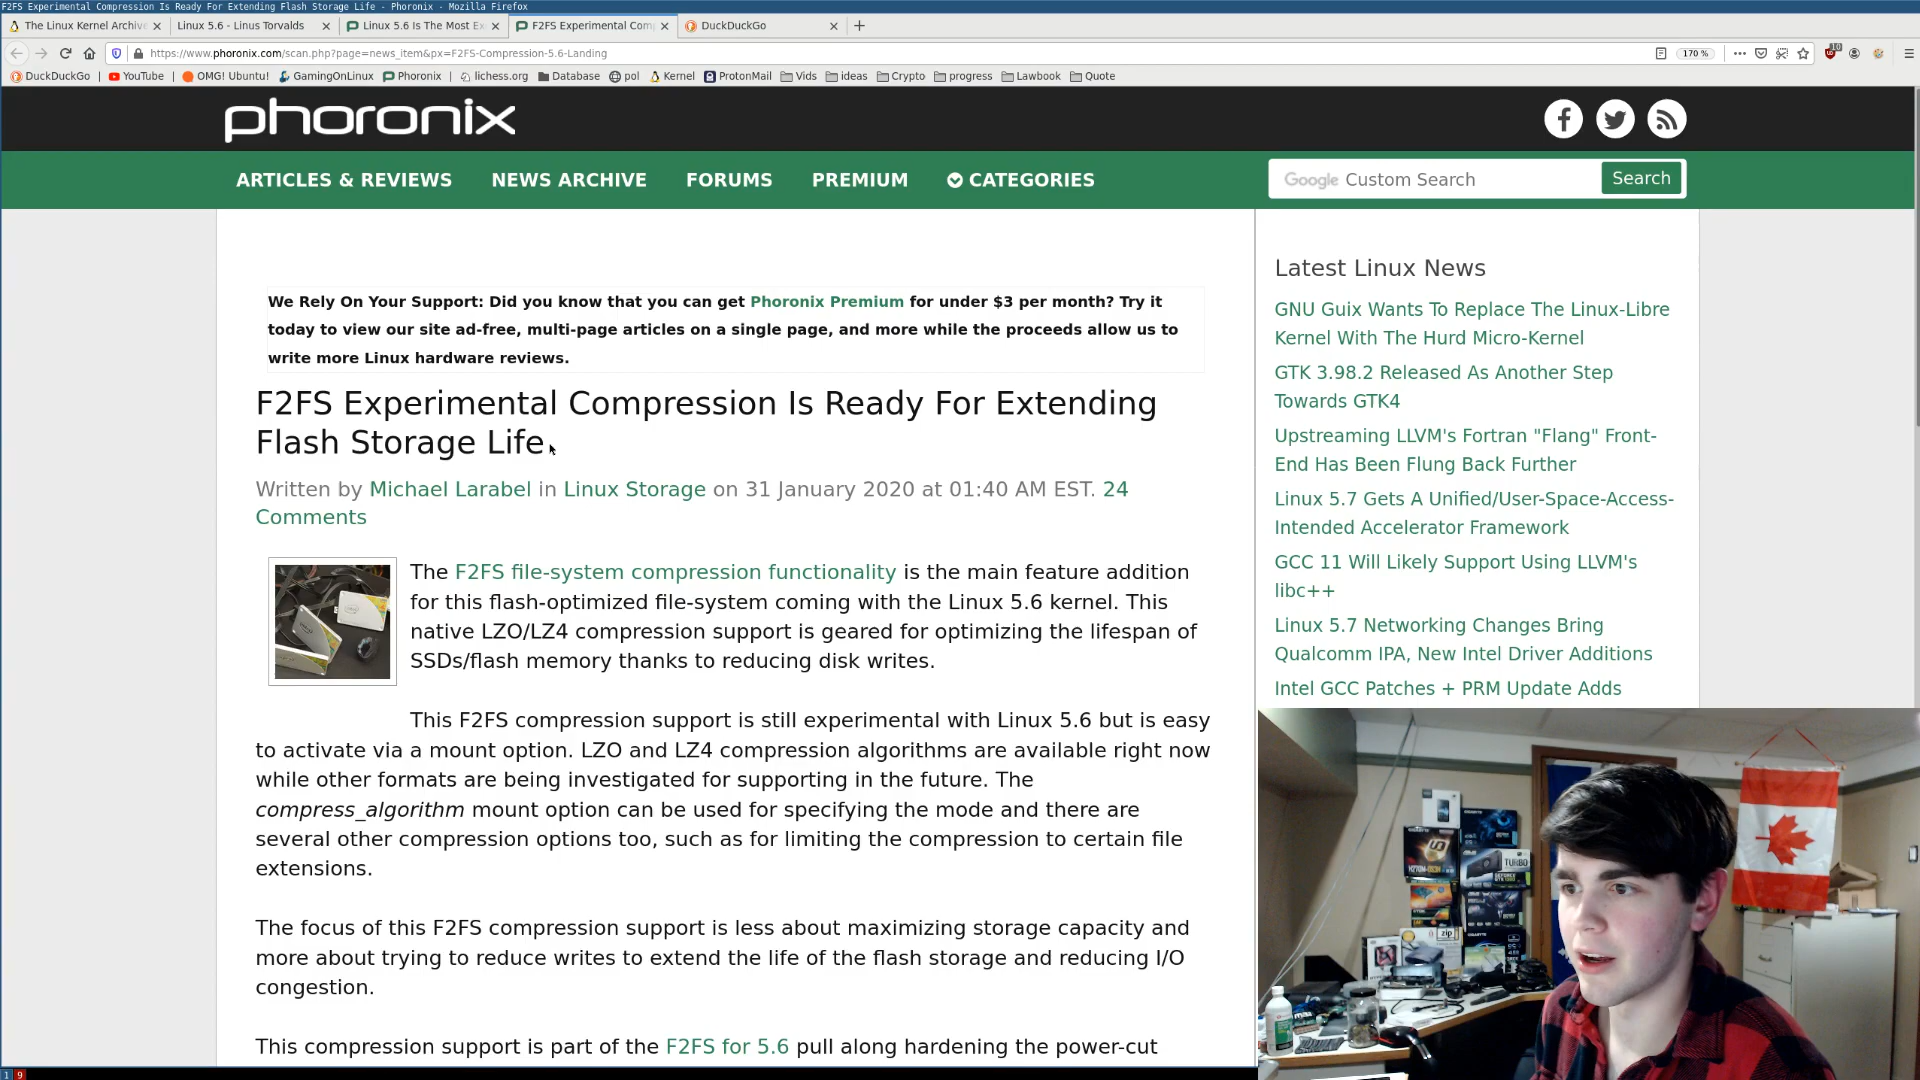 F2FS Experimental Compression Is Ready For Extending Flash Storage Life - Phoronix - Mozilla Firefox
The Linux Kernel Archive
Linux 5.6 - Linus Torvalds
Linux 5.6 Is The Most Ex
F2FS Experimental Com
DuckDuckGo
https://www.phoronix.com/scan.php?page=news_item&px=F2FS-Compression-5.6-Landing
170 %
10
DuckDuckGo YouTube OMG! Ubuntu! GamingOnLinux Phoronix lichess.org Database pol Kernel ProtonMail Vids ideas Crypto progress Lawbook Quote
phoronix
ARTICLES & REVIEWS NEWS ARCHIVE FORUMS PREMIUM CATEGORIES
Google Custom Search Search
We Rely On Your Support: Did you know that you can get Phoronix Premium for under $3 per month? Try it
today to view our site ad-free, multi-page articles on a single page, and more while the proceeds allow us to
write more Linux hardware reviews.
F2FS Experimental Compression Is Ready For Extending
Flash Storage Life
Written by Michael Larabel in Linux Storage on 31 January 2020 at 01:40 AM EST. 24
Comments
The F2FS file-system compression functionality is the main feature addition
for this flash-optimized file-system coming with the Linux 5.6 kernel. This
native LZO/LZ4 compression support is geared for optimizing the lifespan of
SSDs/flash memory thanks to reducing disk writes.
This F2FS compression support is still experimental with Linux 5.6 but is easy
to activate via a mount option. LZO and LZ4 compression algorithms are available right now
while other formats are being investigated for supporting in the future. The
compress_algorithm mount option can be used for specifying the mode and there are
several other compression options too, such as for limiting the compression to certain file
extensions.
The focus of this F2FS compression support is less about maximizing storage capacity and
more about trying to reduce writes to extend the life of the flash storage and reducing I/O
congestion.
This compression support is part of the F2FS for 5.6 pull along hardening the power-cut
Latest Linux News
GNU Guix Wants To Replace The Linux-Libre
Kernel With The Hurd Micro-Kernel
GTK 3.98.2 Released As Another Step
Towards GTK4
Upstreaming LLVM's Fortran "Flang" Front-
End Has Been Flung Back Further
Linux 5.7 Gets A Unified/User-Space-Access-
Intended Accelerator Framework
GCC 11 Will Likely Support Using LLVM's
libc++
Linux 5.7 Networking Changes Bring
Qualcomm IPA, New Intel Driver Additions
Intel GCC Patches + PRM Update Adds
TURBO
zip
1 9